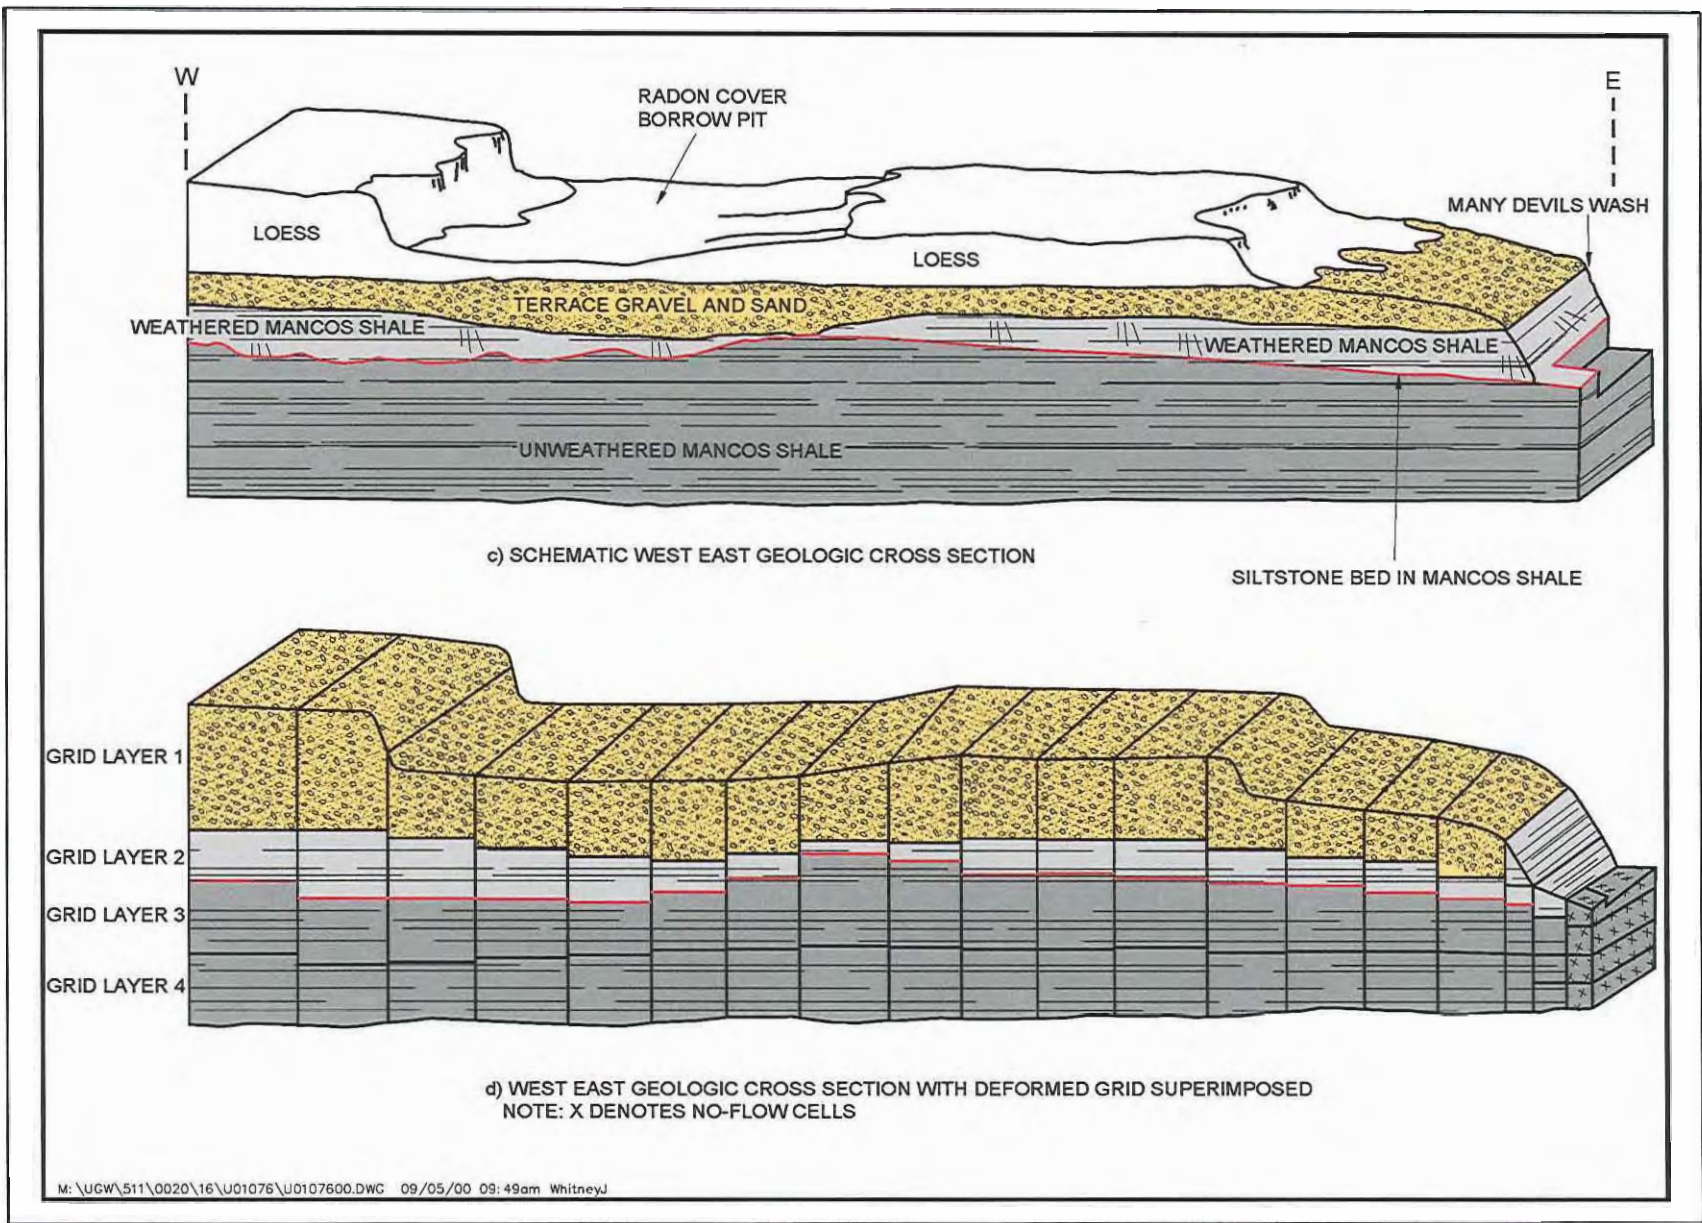 W
E
RADON COVER
BORROW PIT
MANY DEVILS WASH
LOESS
LOESS
TERRACE GRAVEL AND SAND
WEATHERED MANCOS SHALE
WEATHERED MANCOS SHALE
UNWEATHERED MANCOS SHALE
c) SCHEMATIC WEST EAST GEOLOGIC CROSS SECTION
SILTSTONE BED IN MANCOS SHALE
GRID LAYER 1
GRID LAYER 2
GRID LAYER 3
GRID LAYER 4
d) WEST EAST GEOLOGIC CROSS SECTION WITH DEFORMED GRID SUPERIMPOSED
NOTE: X DENOTES NO-FLOW CELLS
M:\UGW\511\0020\16\U01076\U0107600.DWG 09/05/00 09:49am WhitneyJ